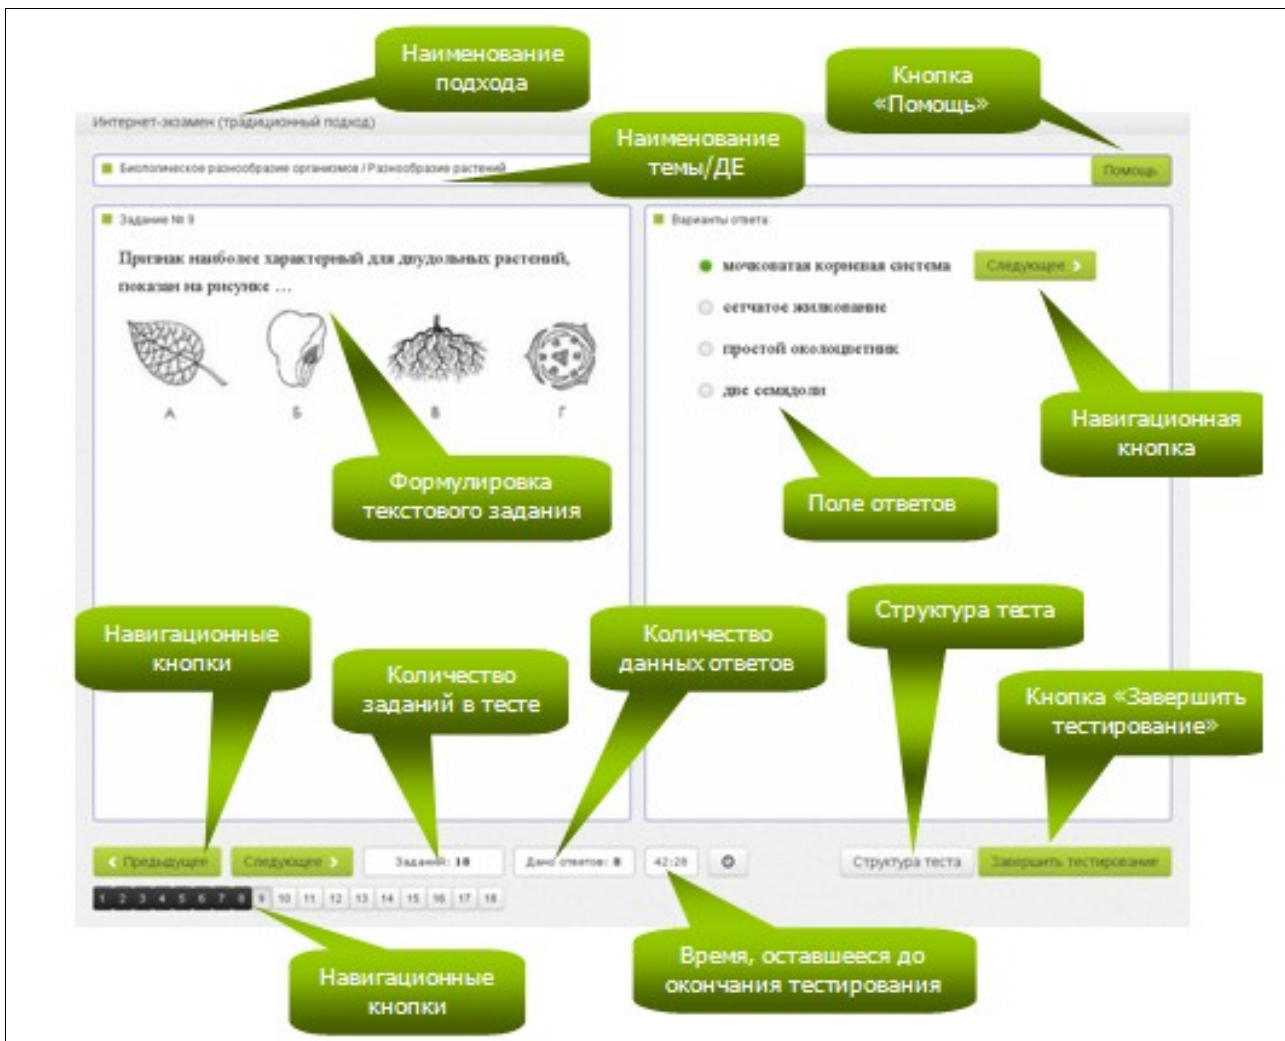 Наименование
подхода
Кнопка
«Помощь»
Интернет-экзамен (традиционный подход)
Наименование
темы/ДЕ
Биологическое разнообразие организмов / Разнообразие растений
Помощь
Задание № 9
Признак наиболее характерный для двудольных растений,
показан на рисунке …
А Б В Г
Варианты ответа:
мочковатая корневая система
Следующее
сетчатое жилкование
простой околоцветник
две семядоли
Навигационная
кнопка
Формулировка
текстового задания
Поле ответов
Навигационные
кнопки
Количество
заданий в тесте
Количество
данных ответов
Структура теста
Кнопка «Завершить
тестирование»
Предыдущее
Следующее
Заданий: 18
Дано ответов: 8
42:28
Структура теста
Завершить тестирование
1 2 3 4 5 6 7 8 9 10 11 12 13 14 15 16 17 18
Навигационные
кнопки
Время, оставшееся до
окончания тестирования